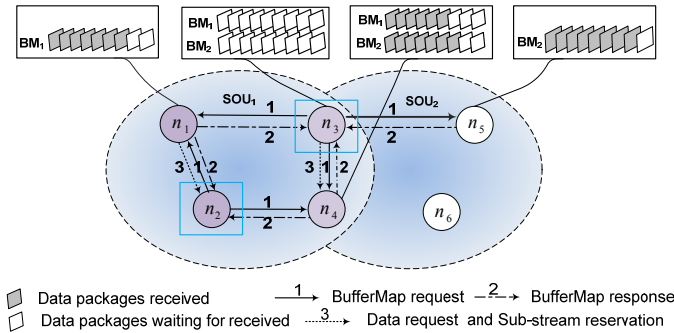 BM1
BM1
BM2
BM1
BM2
BM2
SOU1
SOU2
1
1
2
2
n1
n3
n5
3 1 2
3 1 2
n2
1
2
n4
n6
Data packages received
1
BufferMap request
2
BufferMap response
Data packages waiting for received
3
Data request and Sub-stream reservation